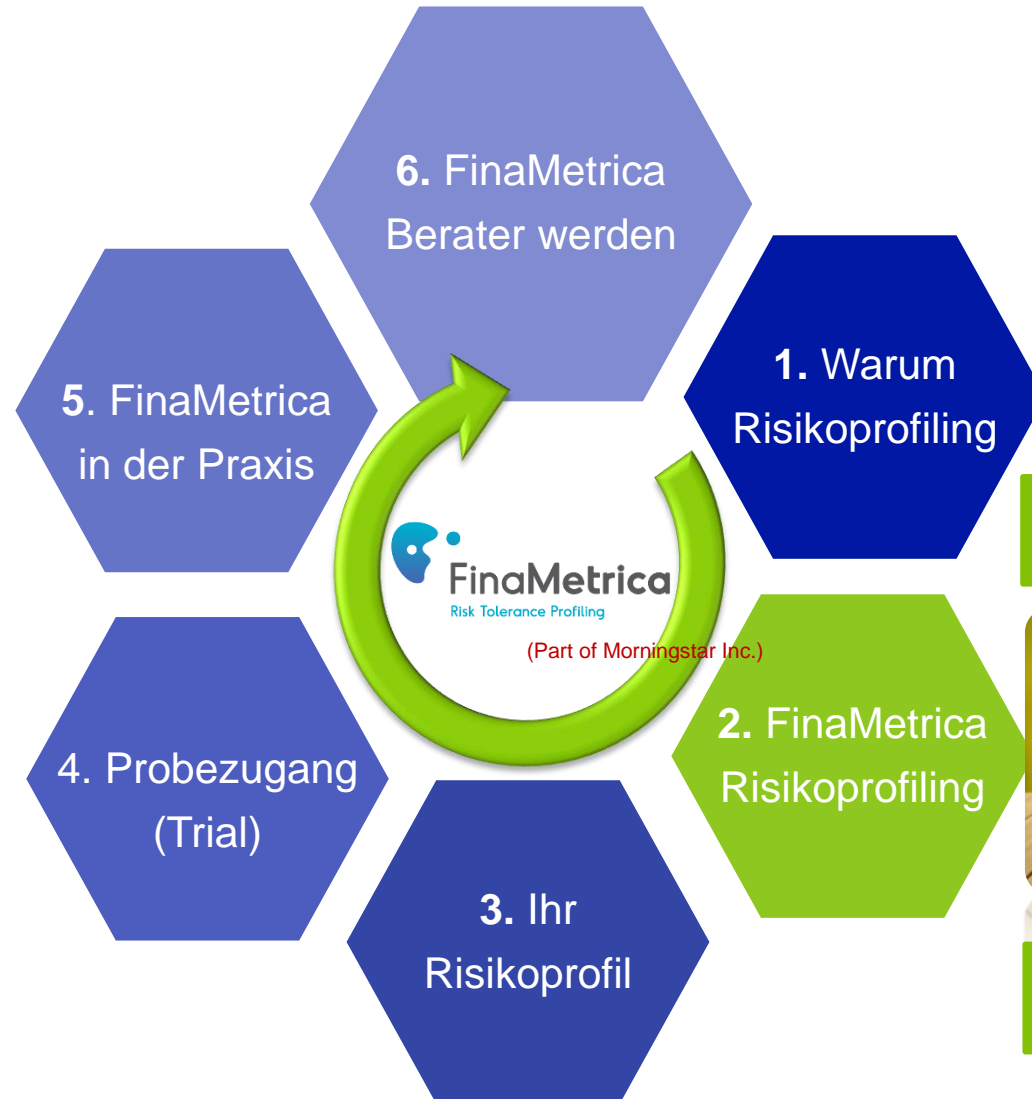 6. FinaMetrica
Berater werden
1. Warum
Risikoprofiling
5. FinaMetrica
in der Praxis
FinaMetrica
Risk Tolerance Profiling
(Part of Morningstar Inc.)
2. FinaMetrica
Risikoprofiling
4. Probezugang
(Trial)
3. Ihr
Risikoprofil